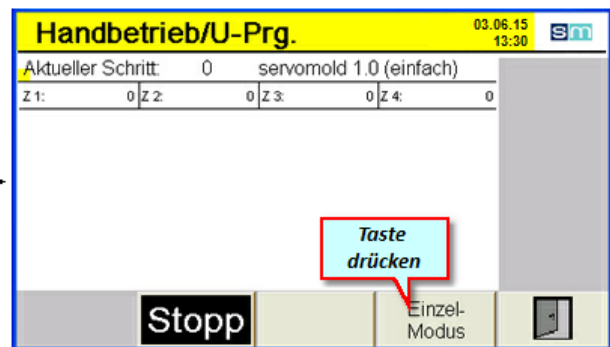 Handbetrieb/U-Prg.
03.06.15
13:30
sm
Aktueller Schritt: 0 servomold 1.0 (einfach)
Z 1: 0 Z 2: 0 Z 3: 0 Z 4: 0
Taste
drücken
Stopp
Einzel-
Modus